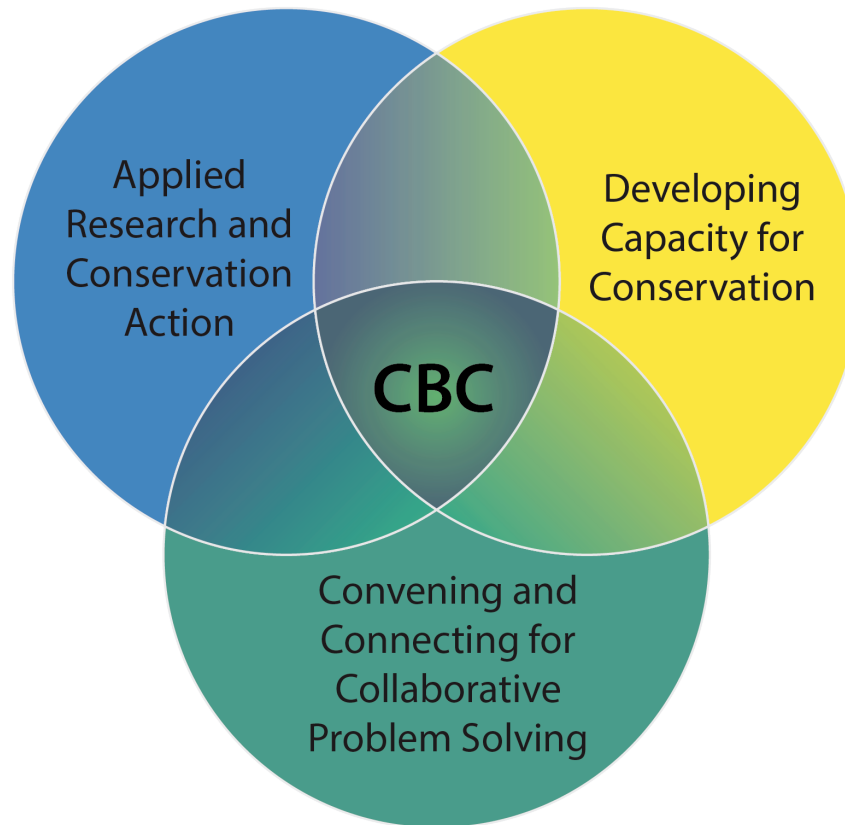 Applied
Research and
Conservation
Action
Developing
Capacity for
Conservation
CBC
Convening and
Connecting for
Collaborative
Problem Solving